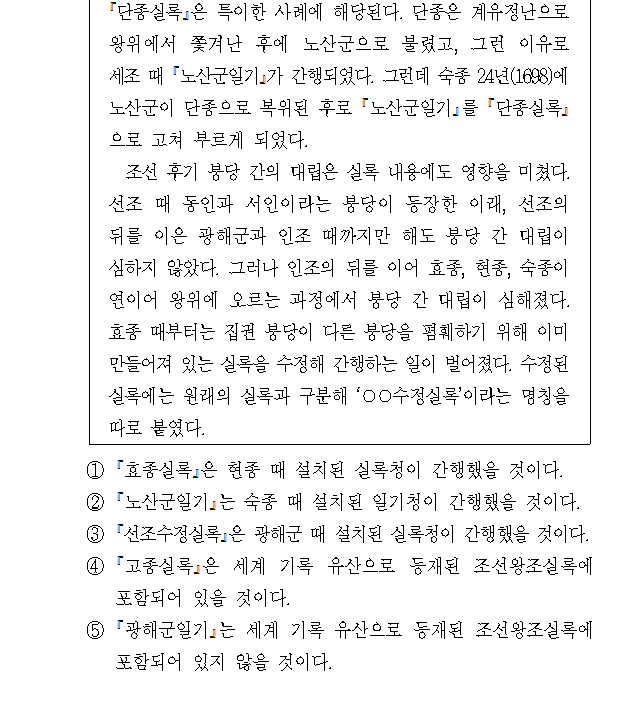 『단종실록』은 특이한 사례에 해당된다. 단종은 계유정난으로
왕위에서 쫓겨난 후에 노산군으로 불렸고, 그런 이유로
세조 때 『노산군일기』가 간행되었다. 그런데 숙종 24년(1698)에
노산군이 단종으로 복위된 후로 『노산군일기』를 『단종실록』
으로 고쳐 부르게 되었다.
조선 후기 붕당 간의 대립은 실록 내용에도 영향을 미쳤다.
선조 때 동인과 서인이라는 붕당이 등장한 이래, 선조의
뒤를 이은 광해군과 인조 때까지만 해도 붕당 간 대립이
심하지 않았다. 그러나 인조의 뒤를 이어 효종, 현종, 숙종이
연이어 왕위에 오르는 과정에서 붕당 간 대립이 심해졌다.
효종 때부터는 집권 붕당이 다른 붕당을 폄훼하기 위해 이미
만들어져 있는 실록을 수정해 간행하는 일이 벌어졌다. 수정된
실록에는 원래의 실록과 구분해 ‘○○수정실록’이라는 명칭을
따로 붙였다.
① 『효종실록』은 현종 때 설치된 실록청이 간행했을 것이다.
② 『노산군일기』는 숙종 때 설치된 일기청이 간행했을 것이다.
③ 『선조수정실록』은 광해군 때 설치된 실록청이 간행했을 것이다.
④ 『고종실록』은 세계 기록 유산으로 등재된 조선왕조실록에
포함되어 있을 것이다.
⑤ 『광해군일기』는 세계 기록 유산으로 등재된 조선왕조실록에
포함되어 있지 않을 것이다.